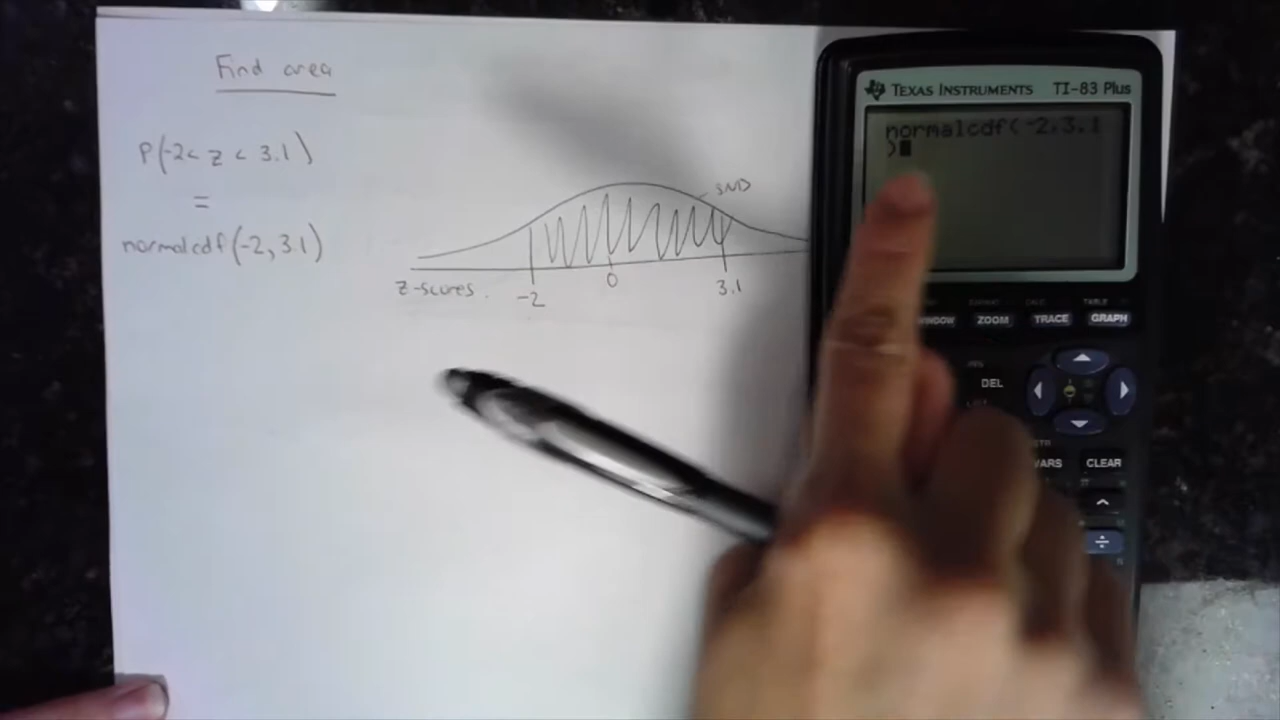 Find area
P(-2< z < 3.1)
=
normalcdf(-2, 3.1)
SND
z-scores.
-2
0
3.1
TEXAS INSTRUMENTS TI-83 Plus
normalcdf(-2,3.1
)
TABLE
ZOOM TRACE GRAPH
DEL
CLEAR
÷